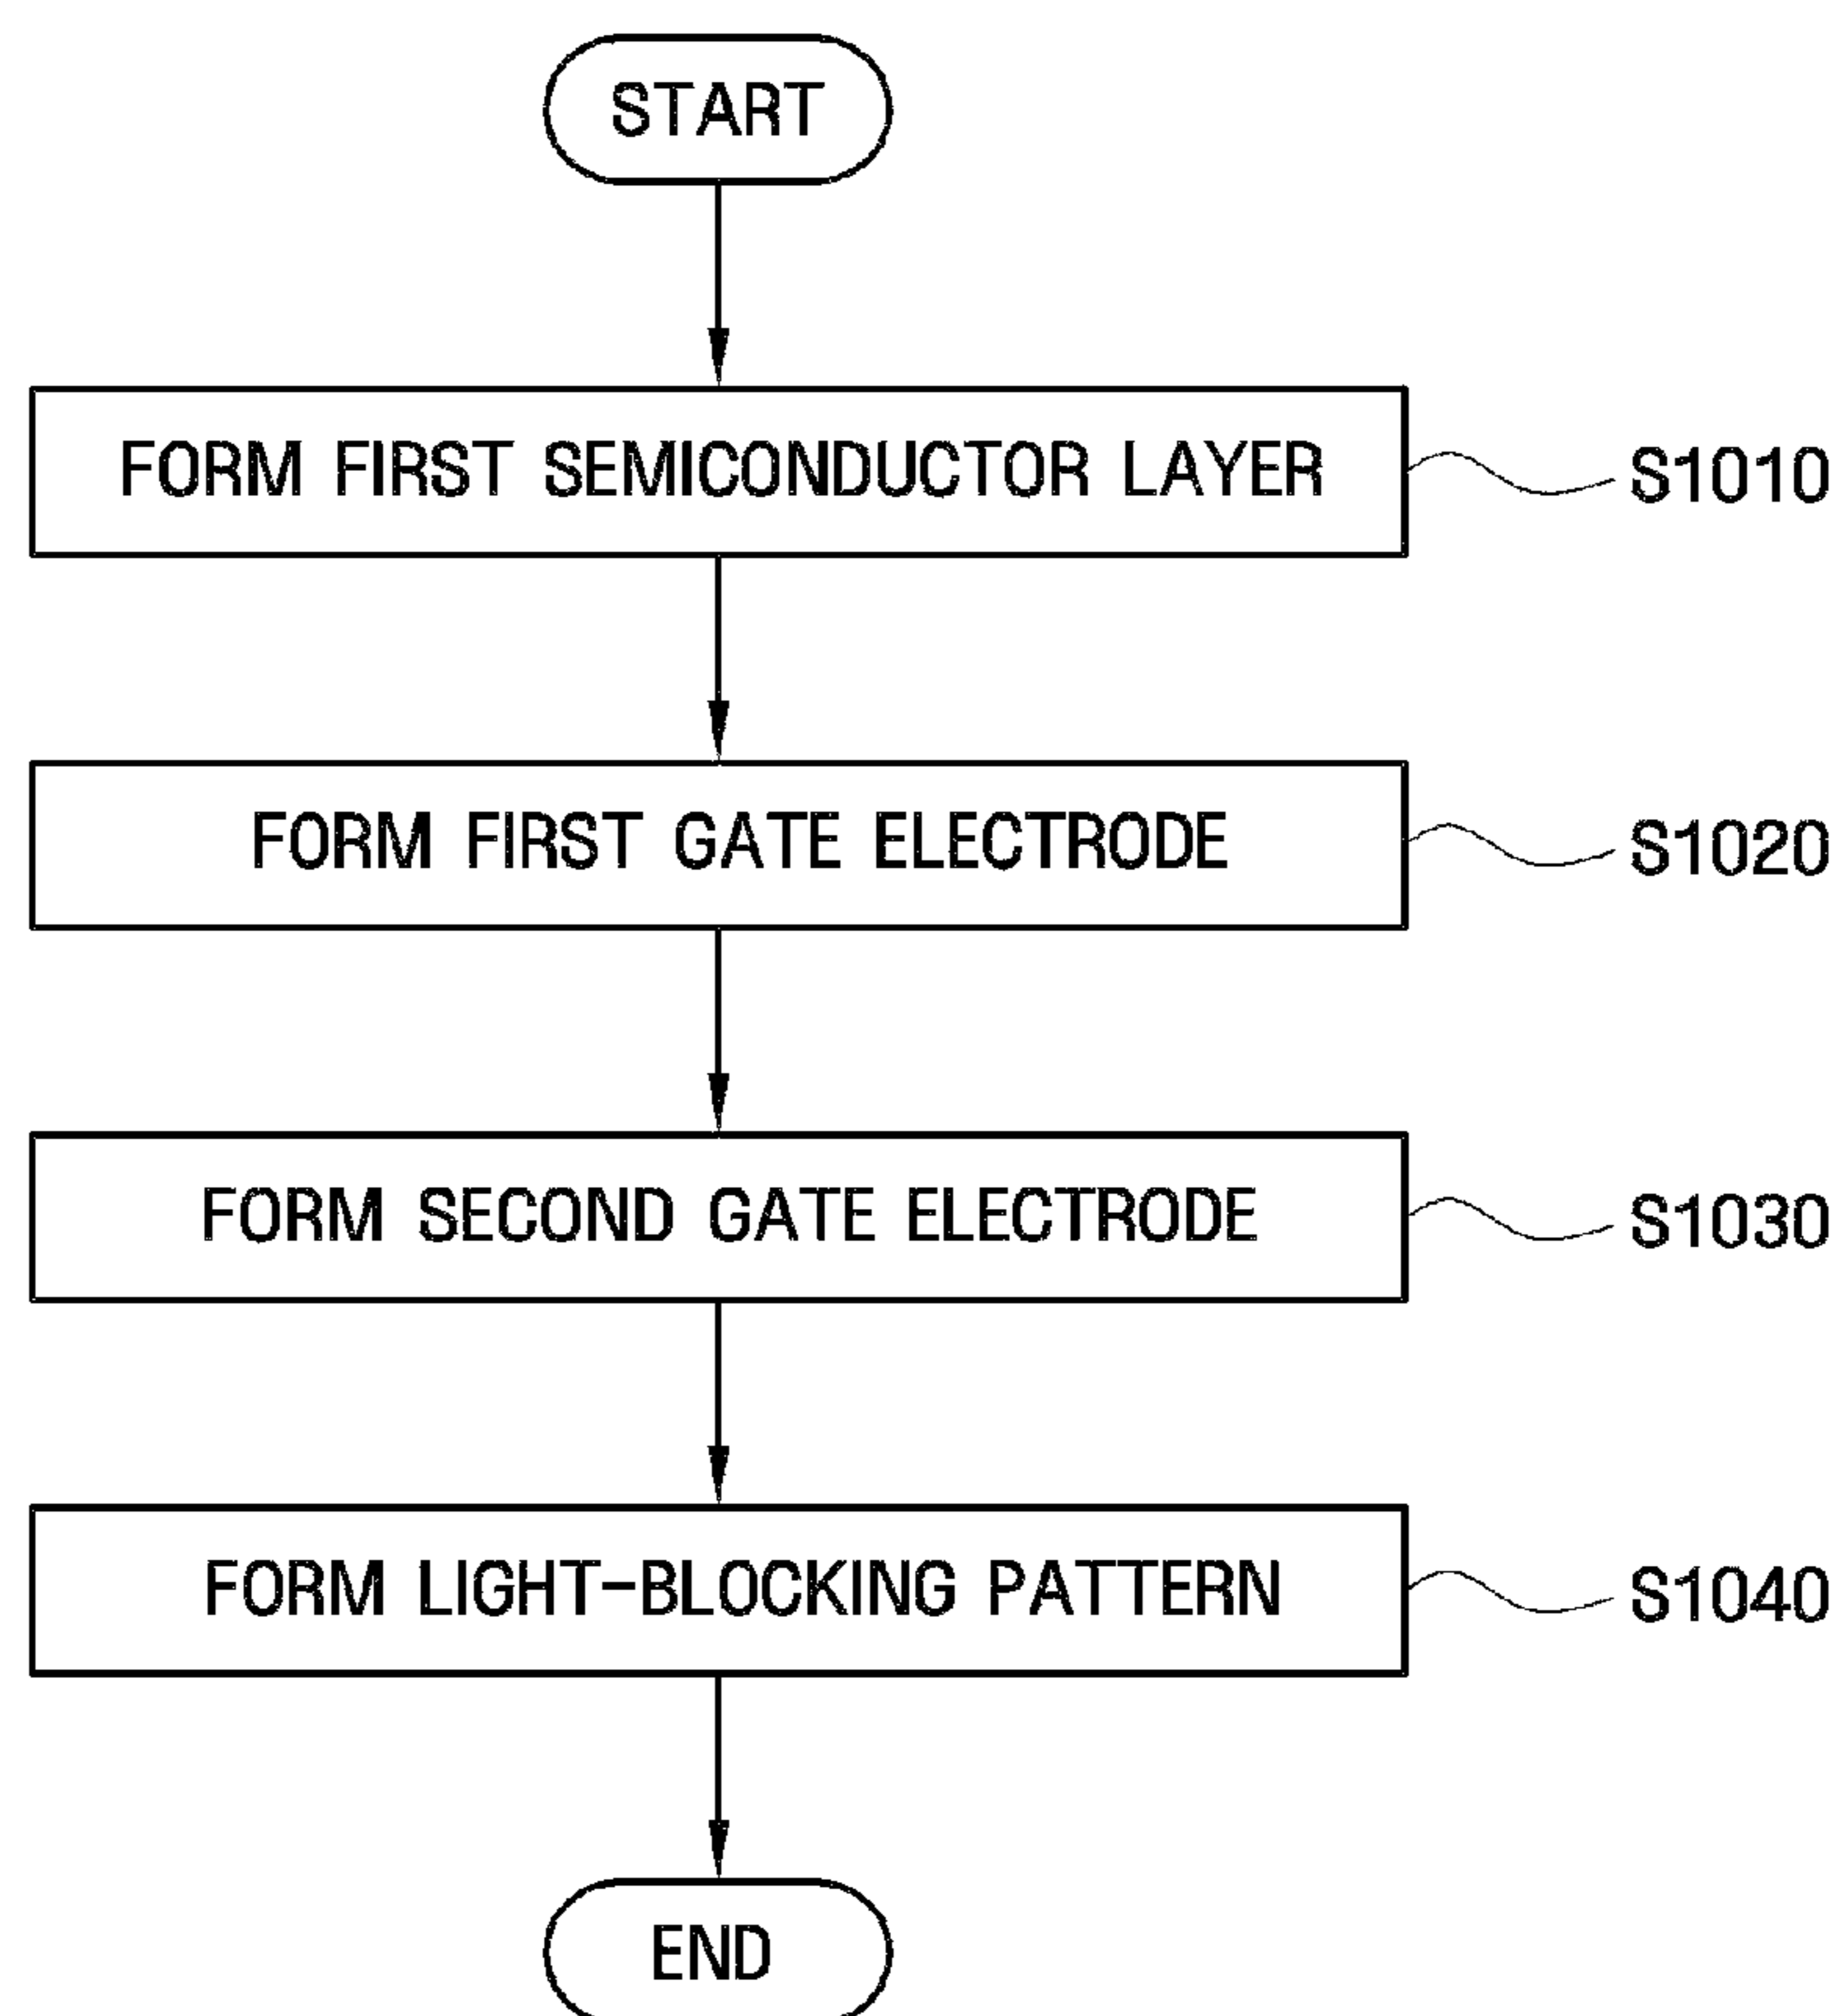 START
FORM FIRST SEMICONDUCTOR LAYER
S1010
FORM FIRST GATE ELECTRODE
S1020
FORM SECOND GATE ELECTRODE
S1030
FORM LIGHT-BLOCKING PATTERN
S1040
END